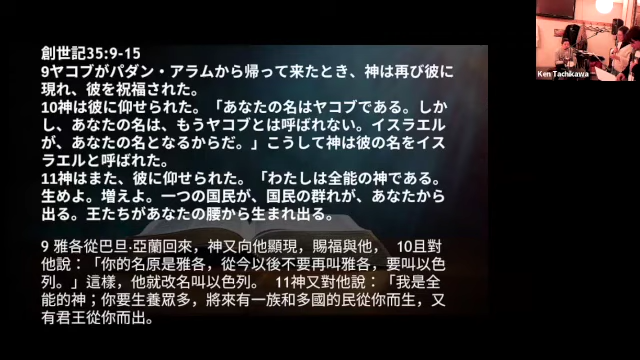 創世記35:9-15
9ヤコブがパダン・アラムから帰って来たとき、神は再び彼に
現れ、彼を祝福された。
10神は彼に仰せられた。「あなたの名はヤコブである。しか
し、あなたの名は、もうヤコブとは呼ばれない。イスラエル
が、あなたの名となるからだ。」こうして神は彼の名をイス
ラエルと呼ばれた。
11神はまた、彼に仰せられた。「わたしは全能の神である。
生めよ。増えよ。一つの国民が、国民の群れが、あなたから
出る。王たちがあなたの腰から生まれ出る。
9 雅各從巴旦‧亞蘭回來，神又向他顯現，賜福與他， 10且對
他說：「你的名原是雅各，從今以後不要再叫雅各，要叫以色
列。」這樣，他就改名叫以色列。 11神又對他說：「我是全
能的神；你要生養眾多，將來有一族和多國的民從你而生，又
有君王從你而出。
Ken Tachikawa